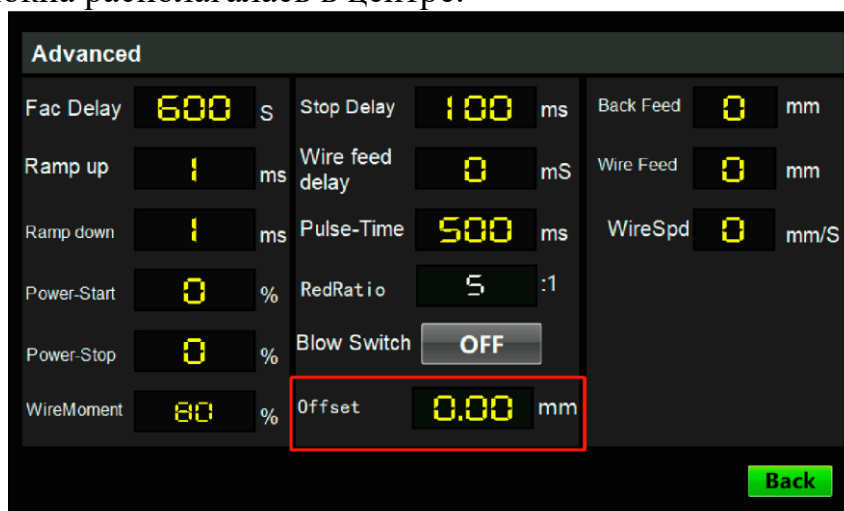 располагалась в центре.
Advanced
Fac Delay 600 S
Ramp up 1 ms
Ramp down 1 ms
Power-Start 0 %
Power-Stop 0 %
WireMoment 80 %
Stop Delay 100 ms
Wire feed
delay 0 mS
Pulse-Time 500 ms
RedRatio 5 :1
Blow Switch OFF
Offset 0.00 mm
Back Feed 0 mm
Wire Feed 0 mm
WireSpd 0 mm/S
Back